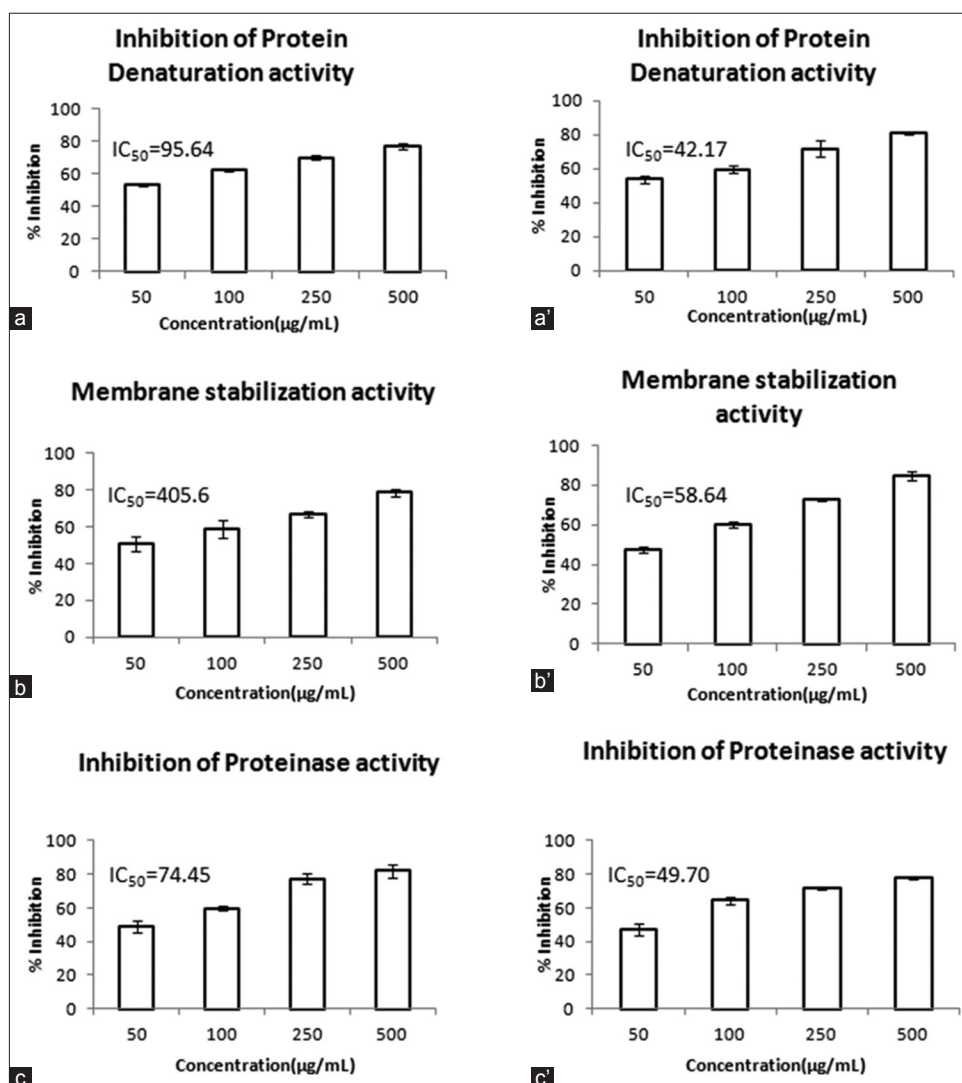 Inhibition of Protein
Denaturation activity
100
80
60
40
20
0
% Inhibition
IC50=95.64
50 100 250 500
Concentration(µg/mL)
a
Inhibition of Protein
Denaturation activity
100
80
60
40
20
0
% Inhibition
IC50=42.17
50 100 250 500
Concentration(µg/mL)
a'
Membrane stabilization activity
100
80
60
40
20
0
% Inhibition
IC50=405.6
50 100 250 500
Concentration(µg/mL)
b
Membrane stabilization
activity
100
80
60
40
20
0
% Inhibition
IC50=58.64
50 100 250 500
Concentration(µg/mL)
b'
Inhibition of Proteinase activity
100
80
60
40
20
0
% Inhibition
IC50=74.45
50 100 250 500
Concentration(µg/mL)
c
Inhibition of Proteinase activity
100
80
60
40
20
0
% Inhibition
IC50=49.70
50 100 250 500
Concentration(µg/mL)
c'